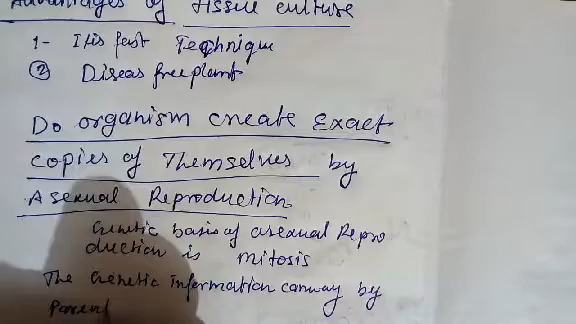 Advantages of tissue culture
1- It is fast Technique
② Diseas free plant
Do organism create Exact
copies of Themselves by
Asexual Reproduction
Genetic basis of asexual Repro
duction is mitosis
The Genetic information conway by
Parent